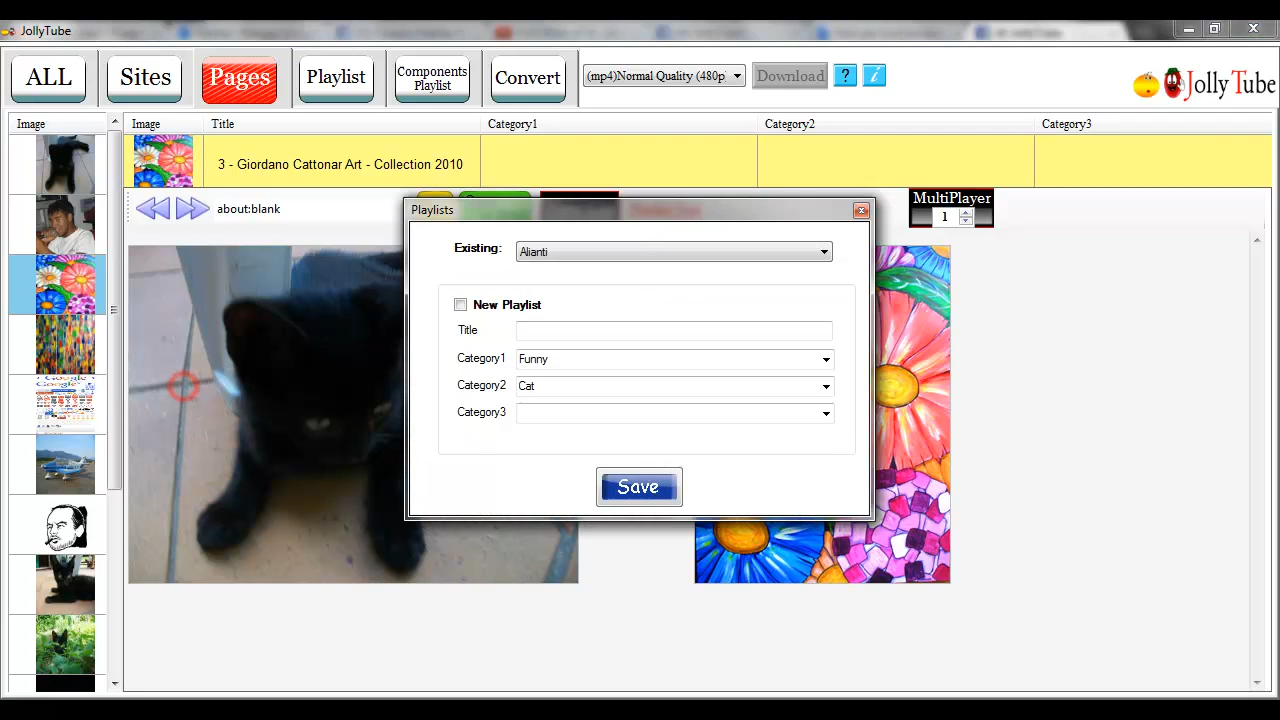 JollyTube
ALL
Sites
Pages
Playlist
Components
Playlist
Convert
(mp4)Normal Quality (480p)
Download
?
i
Jolly Tube
Image
Image
Title
Category1
Category2
Category3
3 - Giordano Cattonar Art - Collection 2010
about:blank
MultiPlayer
1
Playlists
Existing:
Alianti
New Playlist
Title
Category1
Funny
Category2
Cat
Category3
Save
Google